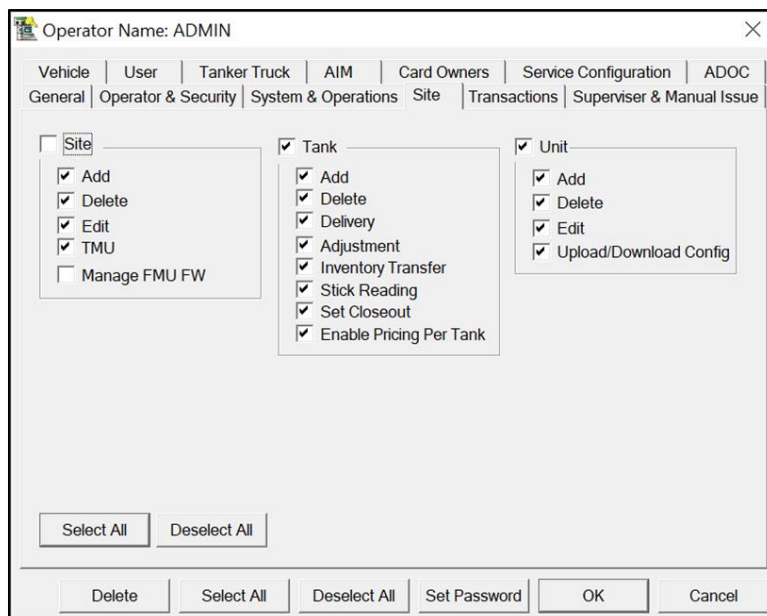 Operator Name: ADMIN
Vehicle User Tanker Truck AIM Card Owners Service Configuration ADOC
General Operator & Security System & Operations Site Transactions Superviser & Manual Issue
Site
Add
Delete
Edit
TMU
Manage FMU FW
Tank
Add
Delete
Delivery
Adjustment
Inventory Transfer
Stick Reading
Set Closeout
Enable Pricing Per Tank
Unit
Add
Delete
Edit
Upload/Download Config
Select All Deselect All
Delete Select All Deselect All Set Password OK Cancel